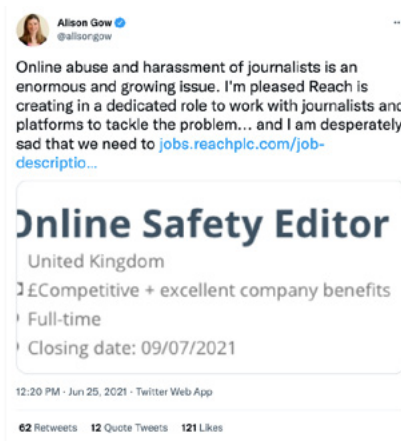 Alison Gow
@alisongow
Online abuse and harassment of journalists is an
enormous and growing issue. I'm pleased Reach is
creating in a dedicated role to work with journalists and
platforms to tackle the problem... and I am desperately
sad that we need to jobs.reachplc.com/job-
descriptio...
Online Safety Editor
United Kingdom
£Competitive + excellent company benefits
Full-time
Closing date: 09/07/2021
12:20 PM · Jun 25, 2021 · Twitter Web App
62 Retweets 12 Quote Tweets 121 Likes